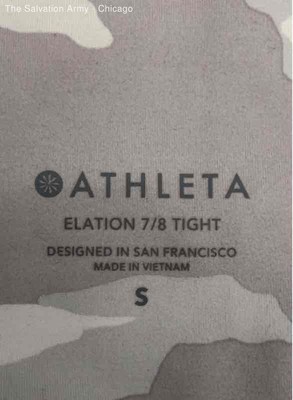 The Salvation Army - Chicago
ATHLETA
ELATION 7/8 TIGHT
DESIGNED IN SAN FRANCISCO
MADE IN VIETNAM
S